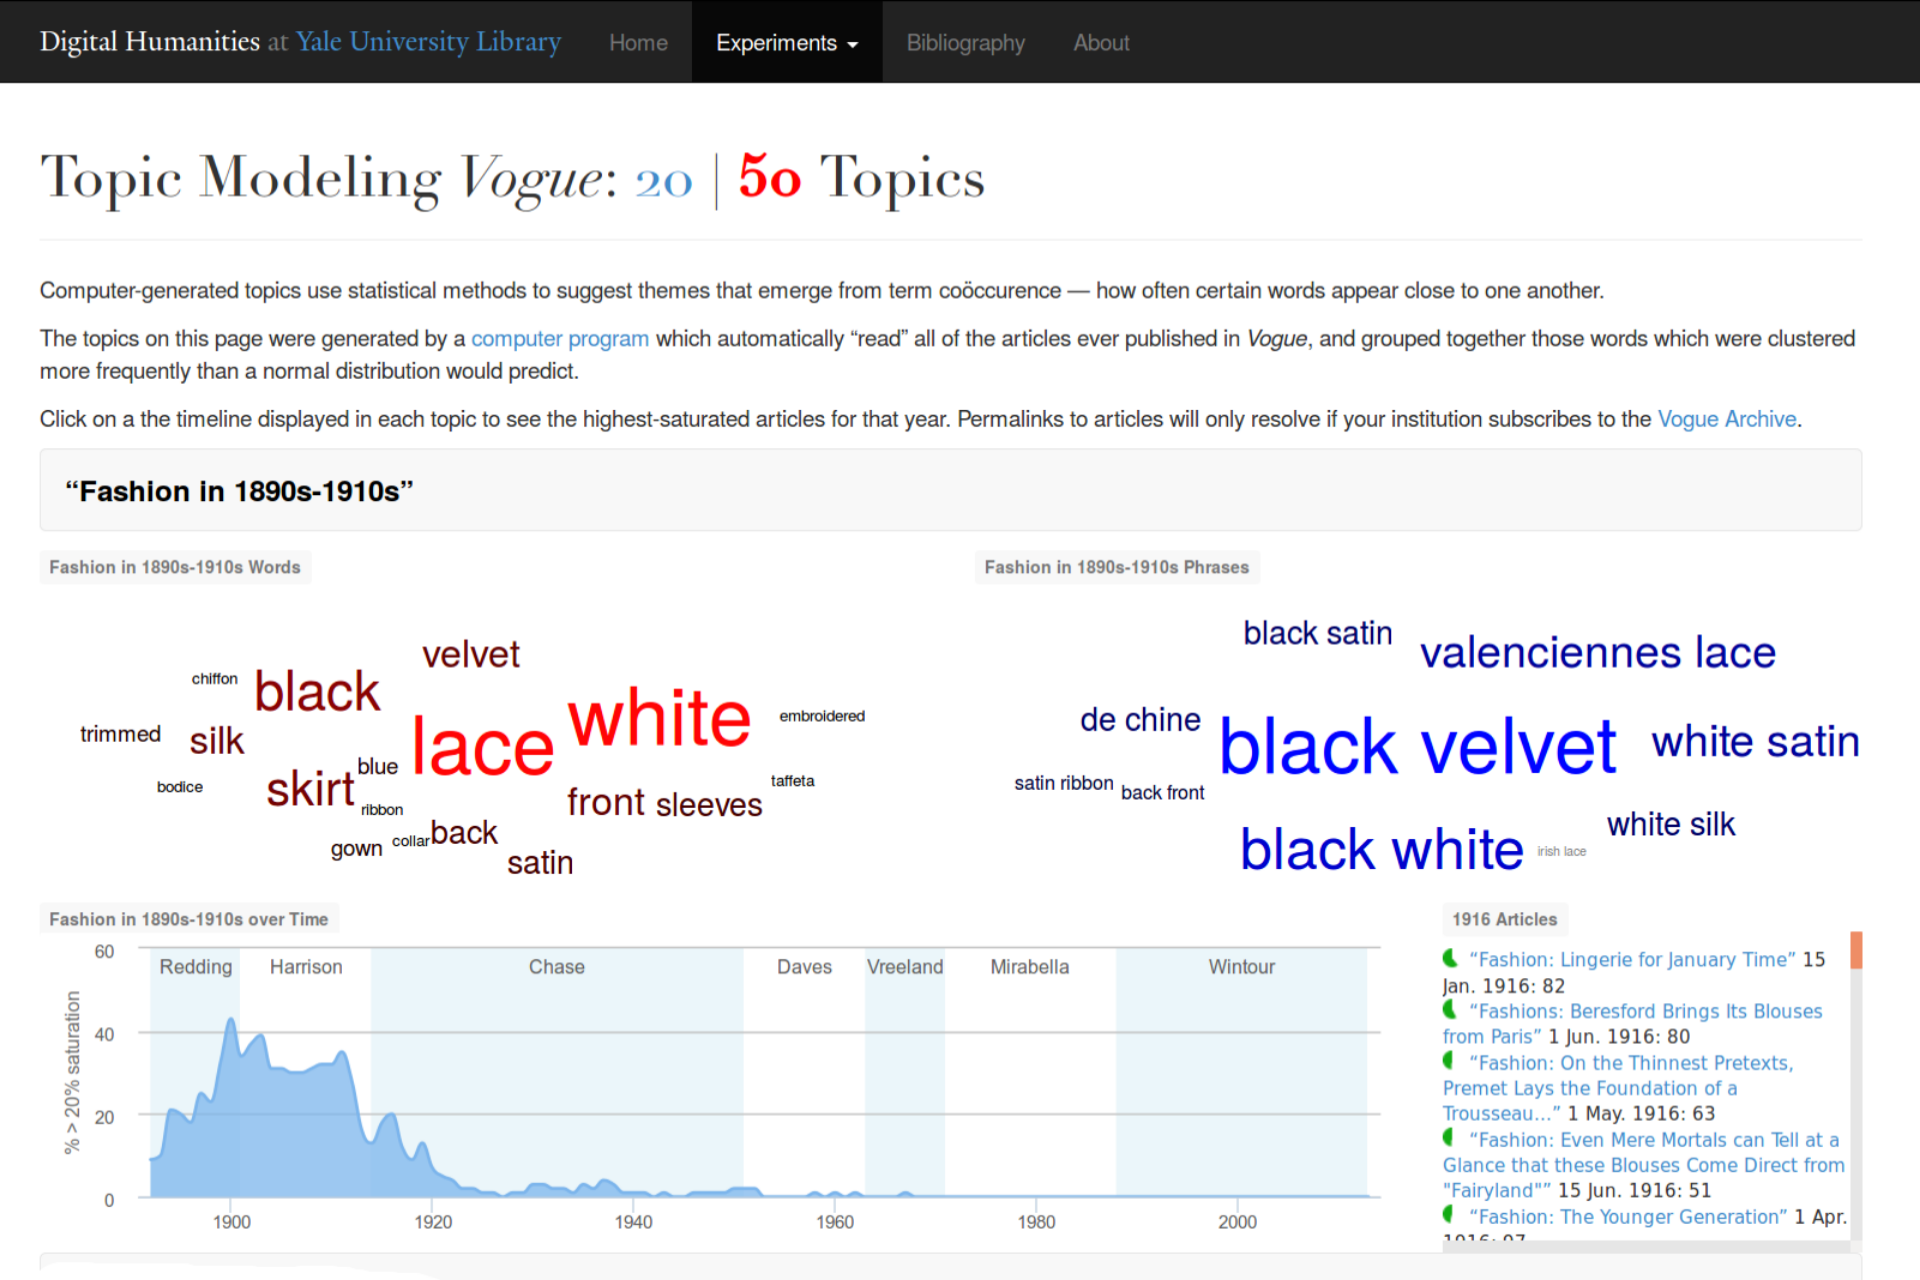 Digital Humanities at Yale University Library Home Experiments Bibliography About
Topic Modeling Vogue: 20 | 50 Topics
Computer-generated topics use statistical methods to suggest themes that emerge from term coöccurence — how often certain words appear close to one another.
The topics on this page were generated by a computer program which automatically “read” all of the articles ever published in Vogue, and grouped together those words which were clustered
more frequently than a normal distribution would predict.
Click on a the timeline displayed in each topic to see the highest-saturated articles for that year. Permalinks to articles will only resolve if your institution subscribes to the Vogue Archive.
“Fashion in 1890s-1910s”
Fashion in 1890s-1910s Words
velvet
chiffon
black
white
embroidered
trimmed
silk
lace
blue
taffeta
bodice
skirt
ribbon
front
sleeves
gown
collar
back
satin
Fashion in 1890s-1910s Phrases
black satin
valenciennes lace
de chine
black velvet
white satin
satin ribbon
back front
white silk
black white
irish lace
Fashion in 1890s-1910s over Time
60
40
20
0
% > 20% saturation
Redding Harrison Chase Daves Vreeland Mirabella Wintour
1900 1920 1940 1960 1980 2000
1916 Articles
“Fashion: Lingerie for January Time” 15
Jan. 1916: 82
“Fashions: Beresford Brings Its Blouses
from Paris” 1 Jun. 1916: 80
“Fashion: On the Thinnest Pretexts,
Premet Lays the Foundation of a
Trousseau...” 1 May. 1916: 63
“Fashion: Even Mere Mortals can Tell at a
Glance that these Blouses Come Direct from
"Fairyland"” 15 Jun. 1916: 51
“Fashion: The Younger Generation” 1 Apr.
1916: 97